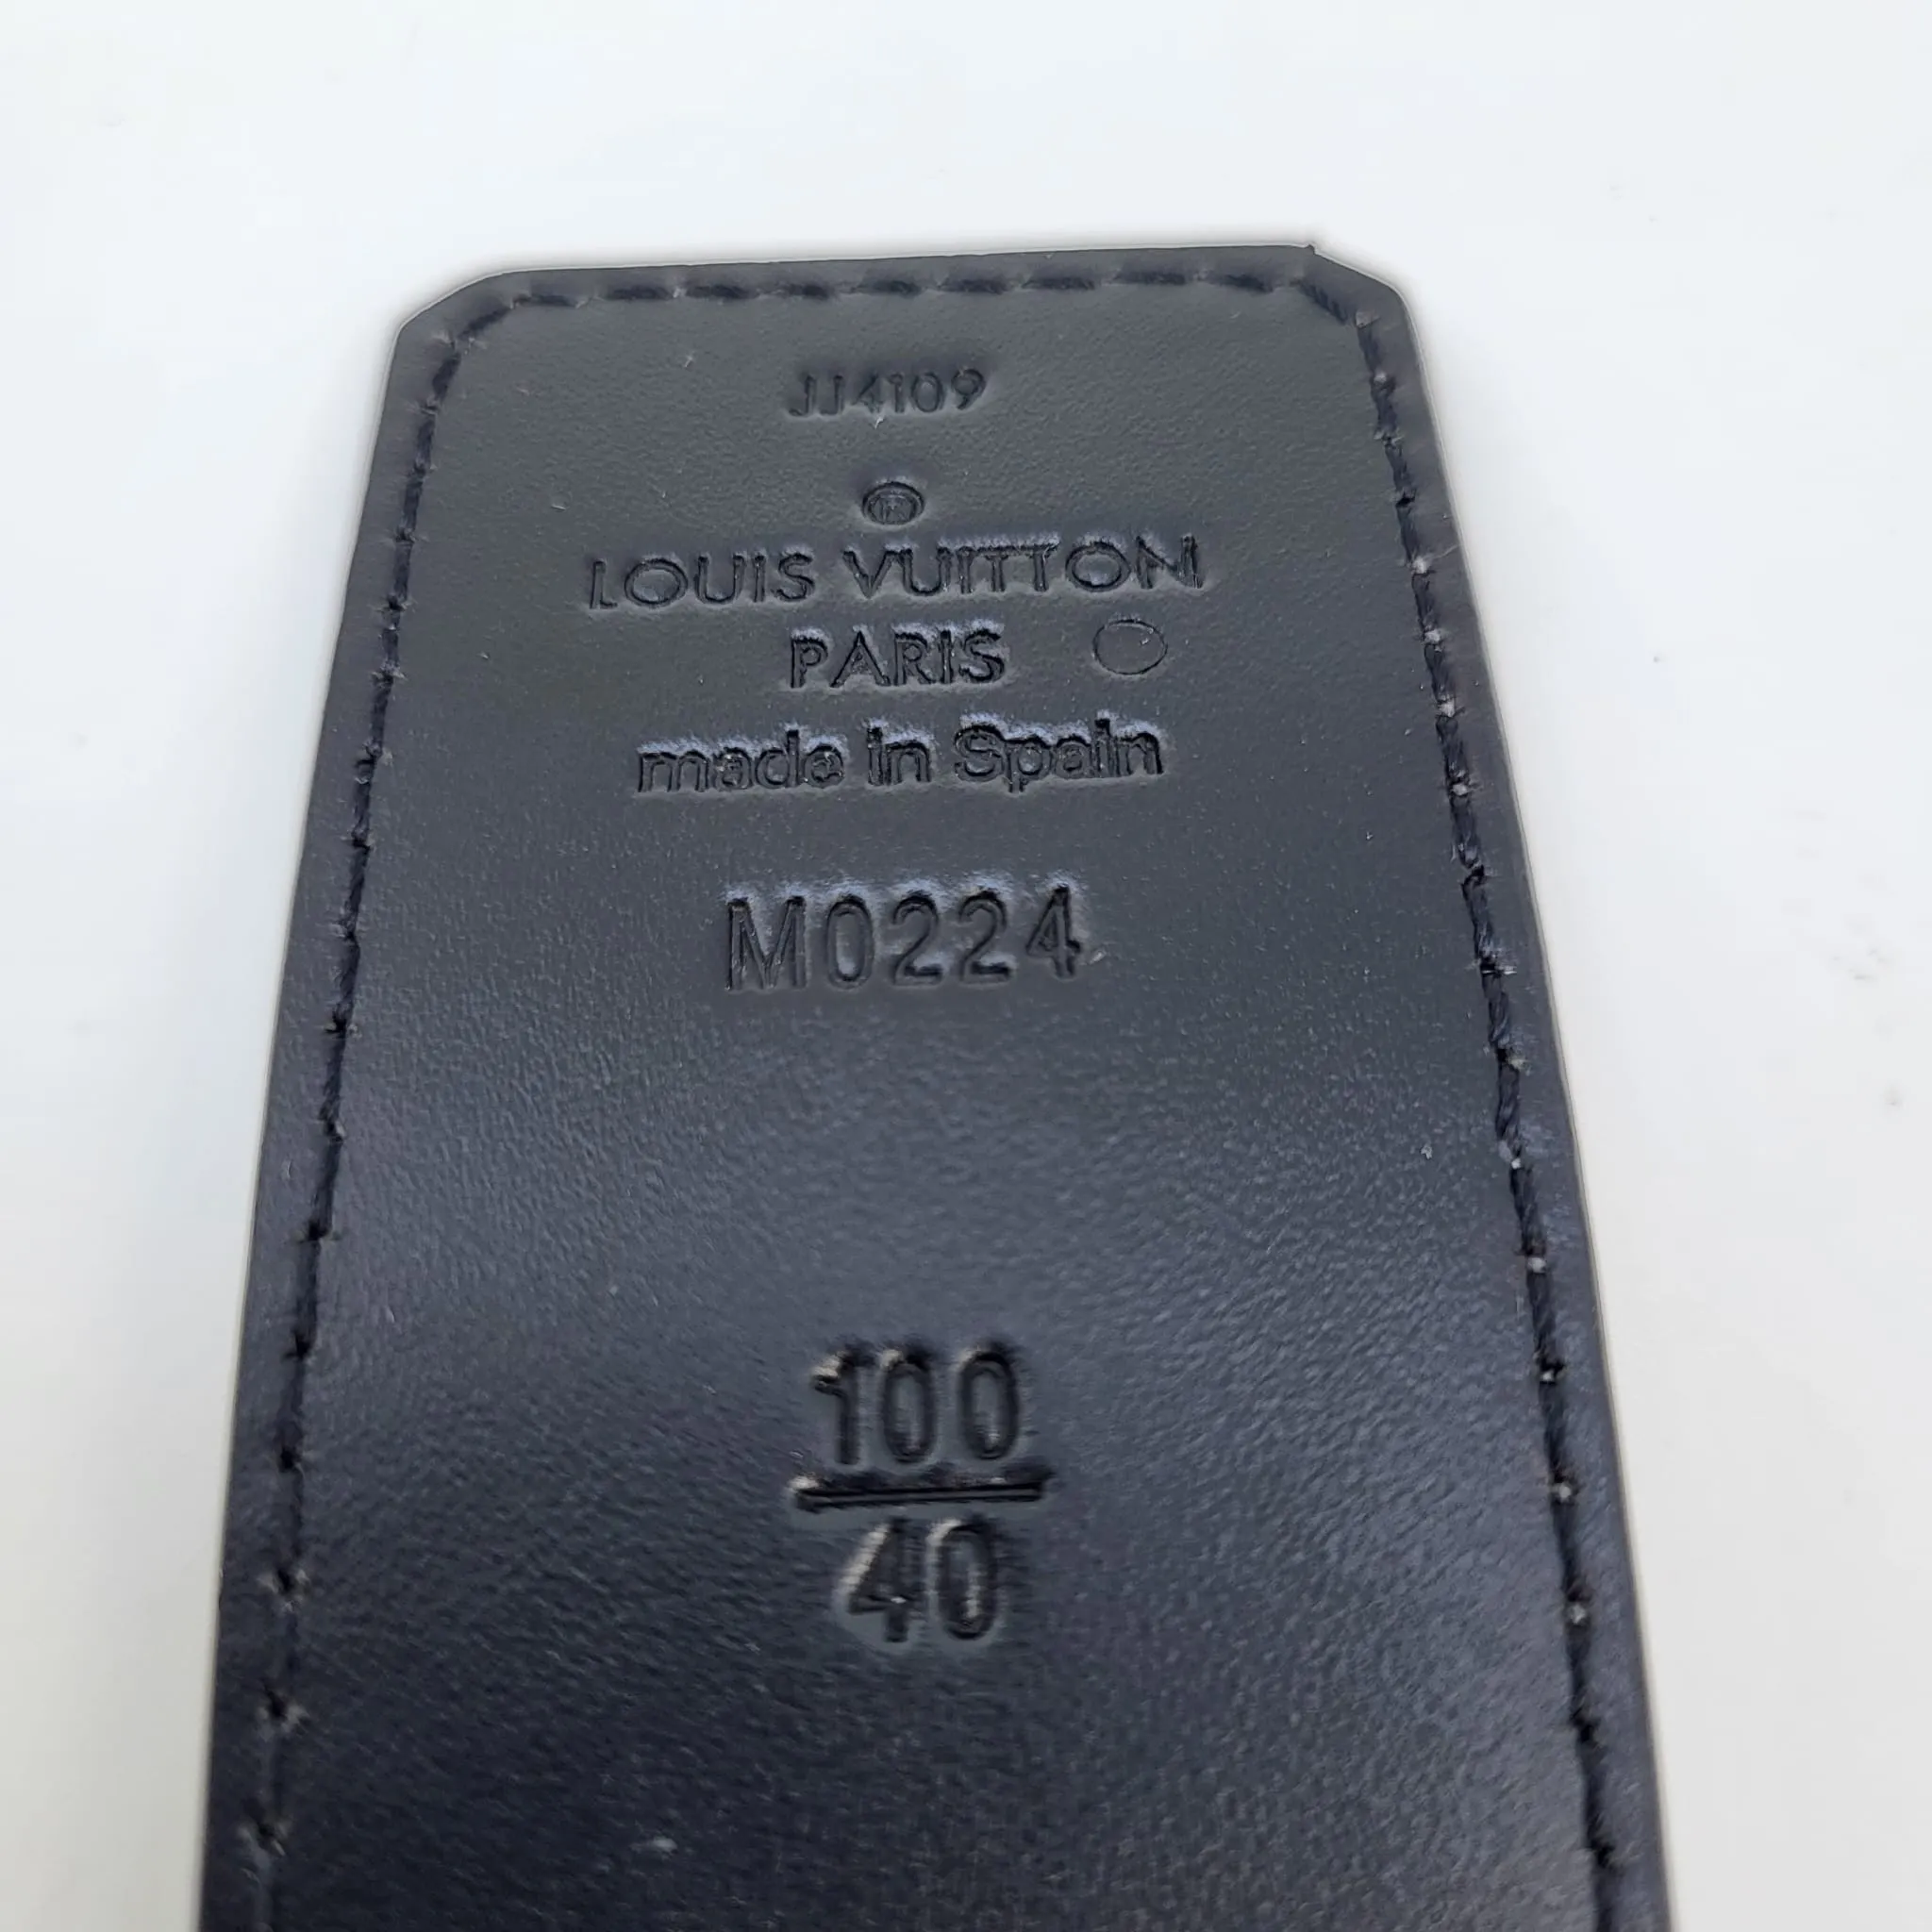 JJ4109
®
LOUIS VUITTON
PARIS
made in Spain
M0224
100
40